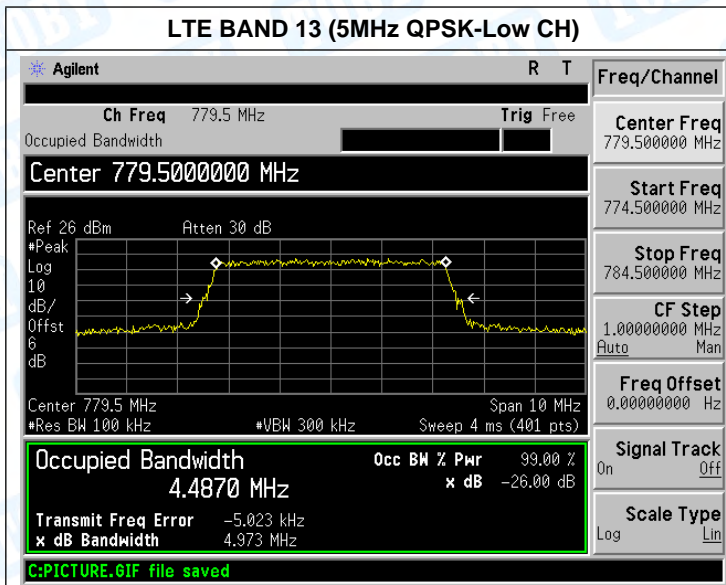 LTE BAND 13 (5MHz QPSK-Low CH)
Agilent R T
Ch Freq 779.5 MHz Trig Free
Occupied Bandwidth
Center 779.5000000 MHz
Ref 26 dBm Atten 30 dB
#Peak
Log
10
dB/
Offst
6
dB
Center 779.5 MHz Span 10 MHz
#Res BW 100 kHz #VBW 300 kHz Sweep 4 ms (401 pts)
Occupied Bandwidth Occ BW % Pwr 99.00 %
4.4870 MHz x dB -26.00 dB
Transmit Freq Error -5.023 kHz
x dB Bandwidth 4.973 MHz
C:PICTURE.GIF file saved
Freq/Channel
Center Freq
779.500000 MHz
Start Freq
774.500000 MHz
Stop Freq
784.500000 MHz
CF Step
1.00000000 MHz
Auto Man
Freq Offset
0.00000000 Hz
Signal Track
On Off
Scale Type
Log Lin